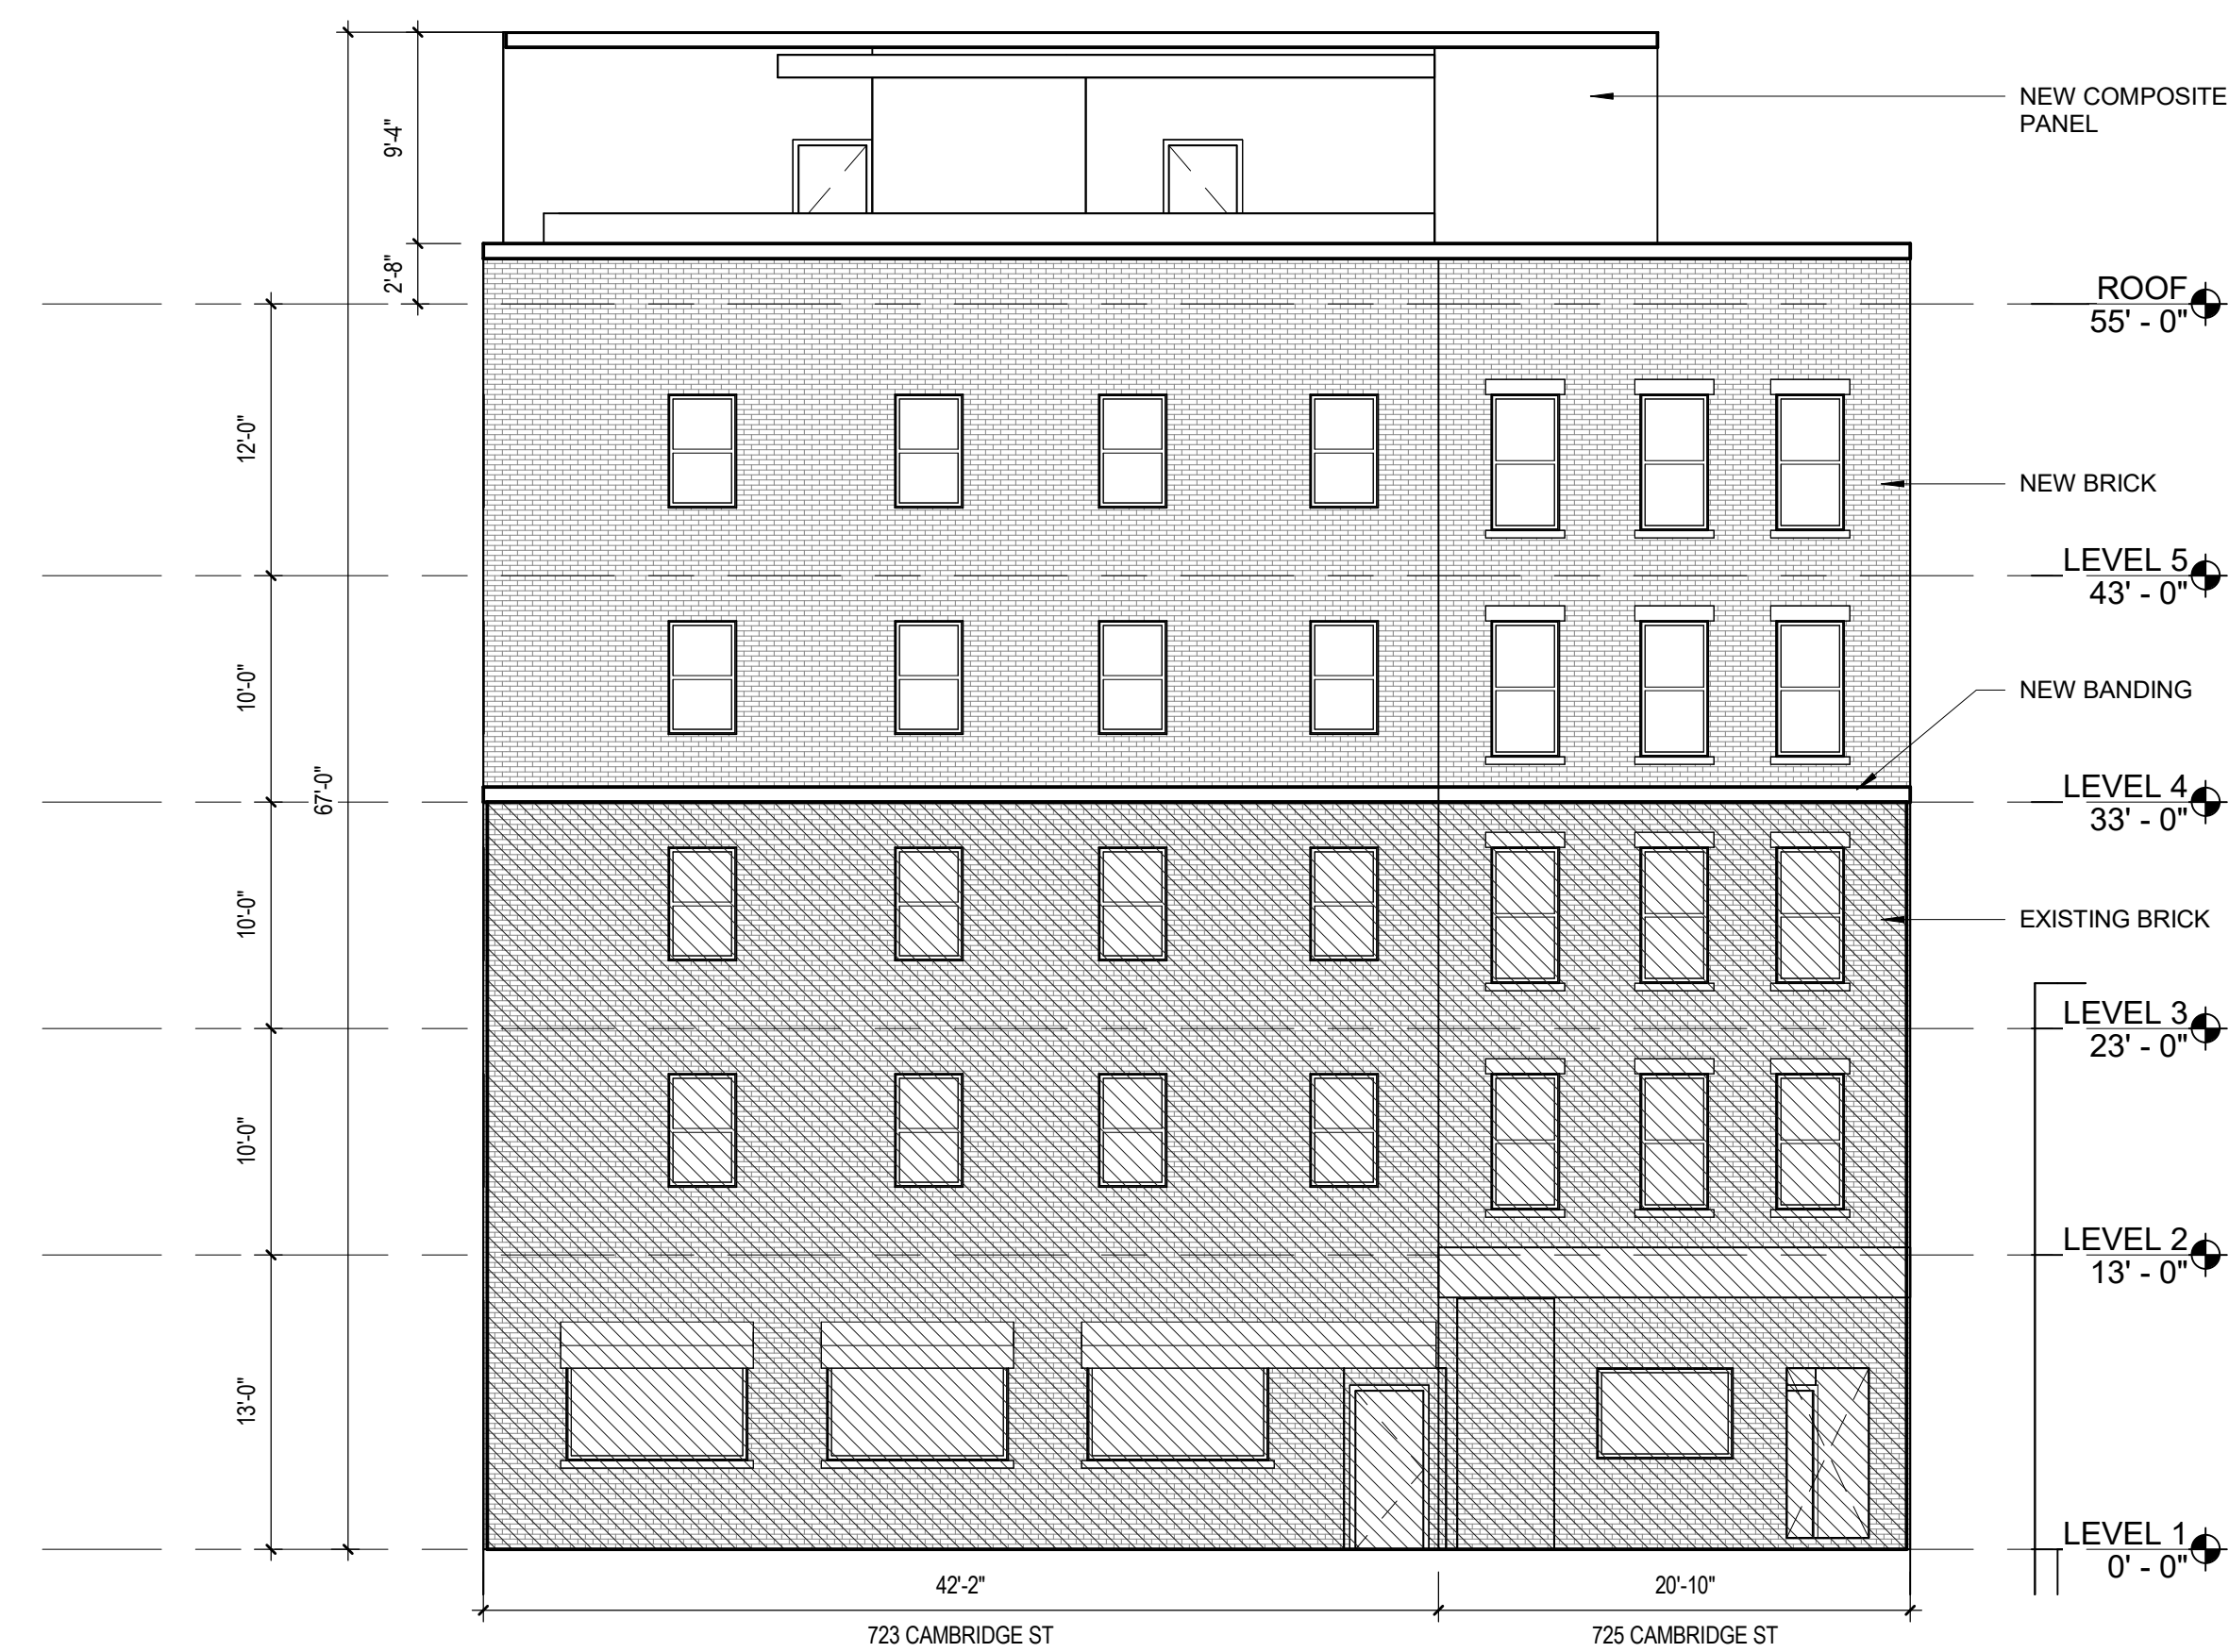 9'-4"
NEW COMPOSITE
PANEL
2'-8"
ROOF
55' - 0"
12'-0"
NEW BRICK
LEVEL 5
43' - 0"
10'-0"
NEW BANDING
67'-0"
LEVEL 4
33' - 0"
10'-0"
EXISTING BRICK
LEVEL 3
23' - 0"
10'-0"
LEVEL 2
13' - 0"
13'-0"
LEVEL 1
0' - 0"
42'-2"
20'-10"
723 CAMBRIDGE ST
725 CAMBRIDGE ST